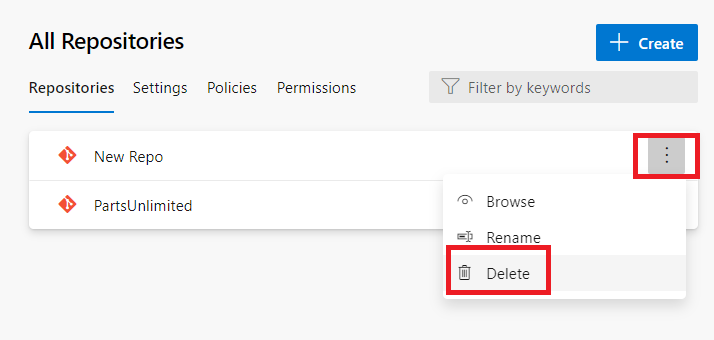 All Repositories
Create
Repositories Settings Policies Permissions
Filter by keywords
New Repo
PartsUnlimited
Browse
Rename
Delete